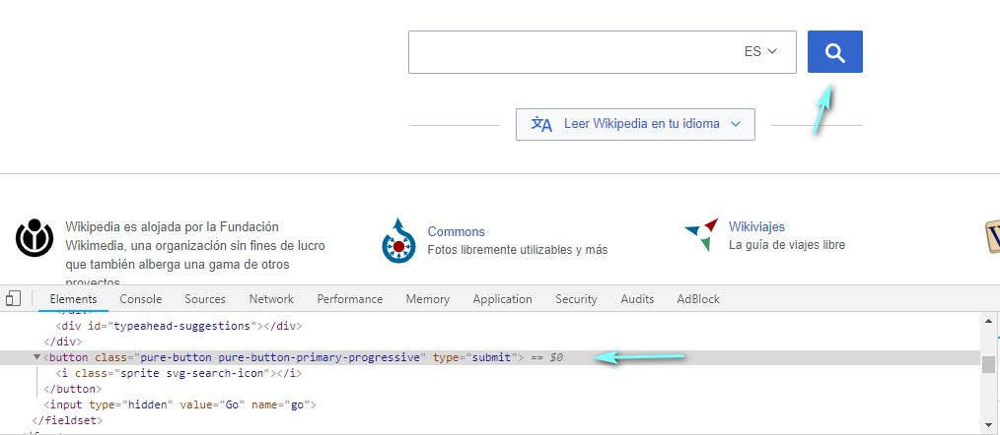 ES
Leer Wikipedia en tu idioma
Wikipedia es alojada por la Fundación
Wikimedia, una organización sin fines de lucro
que también alberga una gama de otros
proyectos
Commons
Fotos libremente utilizables y más
Wikiviajes
La guía de viajes libre
Elements Console Sources Network Performance Memory Application Security Audits AdBlock
</div>
<div id="typeahead-suggestions"></div>
</div>
<button class="pure-button pure-button-primary-progressive" type="submit"> == $0
<i class="sprite svg-search-icon"></i>
</button>
<input type="hidden" value="Go" name="go">
</fieldset>